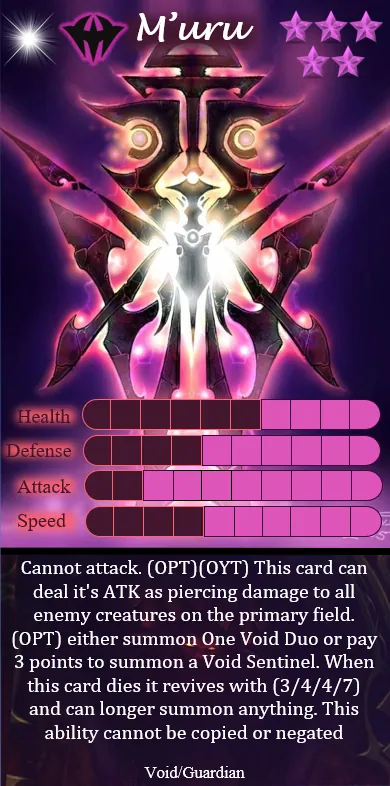 M'uru
Health
Defense
Attack
Speed
Cannot attack. (OPT)(OYT) This card can
deal it's ATK as piercing damage to all
enemy creatures on the primary field.
(OPT) either summon One Void Duo or pay
3 points to summon a Void Sentinel. When
this card dies it revives with (3/4/4/7)
and can longer summon anything. This
ability cannot be copied or negated
Void/Guardian